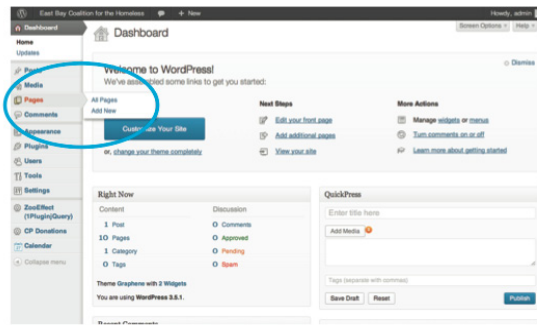 East Bay Coalition for the Homeless
+ New
Howdy, admin
Dashboard
Home
Updates
Posts
Media
Pages
Comments
Appearance
Plugins
Users
Tools
Settings
ZooEffect
(1Plugin(jQuery)
CP Donations
Calendar
Collapse menu
All Pages
Add New
Screen Options
Help
Dashboard
Dismiss
Welcome to WordPress!
We've assembled some links to get you started:
Customize Your Site
or, change your theme completely
Next Steps
Edit your front page
Add additional pages
View your site
More Actions
Manage widgets or menus
Turn comments on or off
Learn more about getting started
Right Now
Content
Discussion
1 Post
0 Comments
10 Pages
0 Approved
1 Category
0 Pending
0 Tags
0 Spam
Theme Graphene with 2 Widgets
You are using WordPress 3.5.1.
Recent Comments
QuickPress
Enter title here
Add Media
Tags (separate with commas)
Save Draft
Reset
Publish